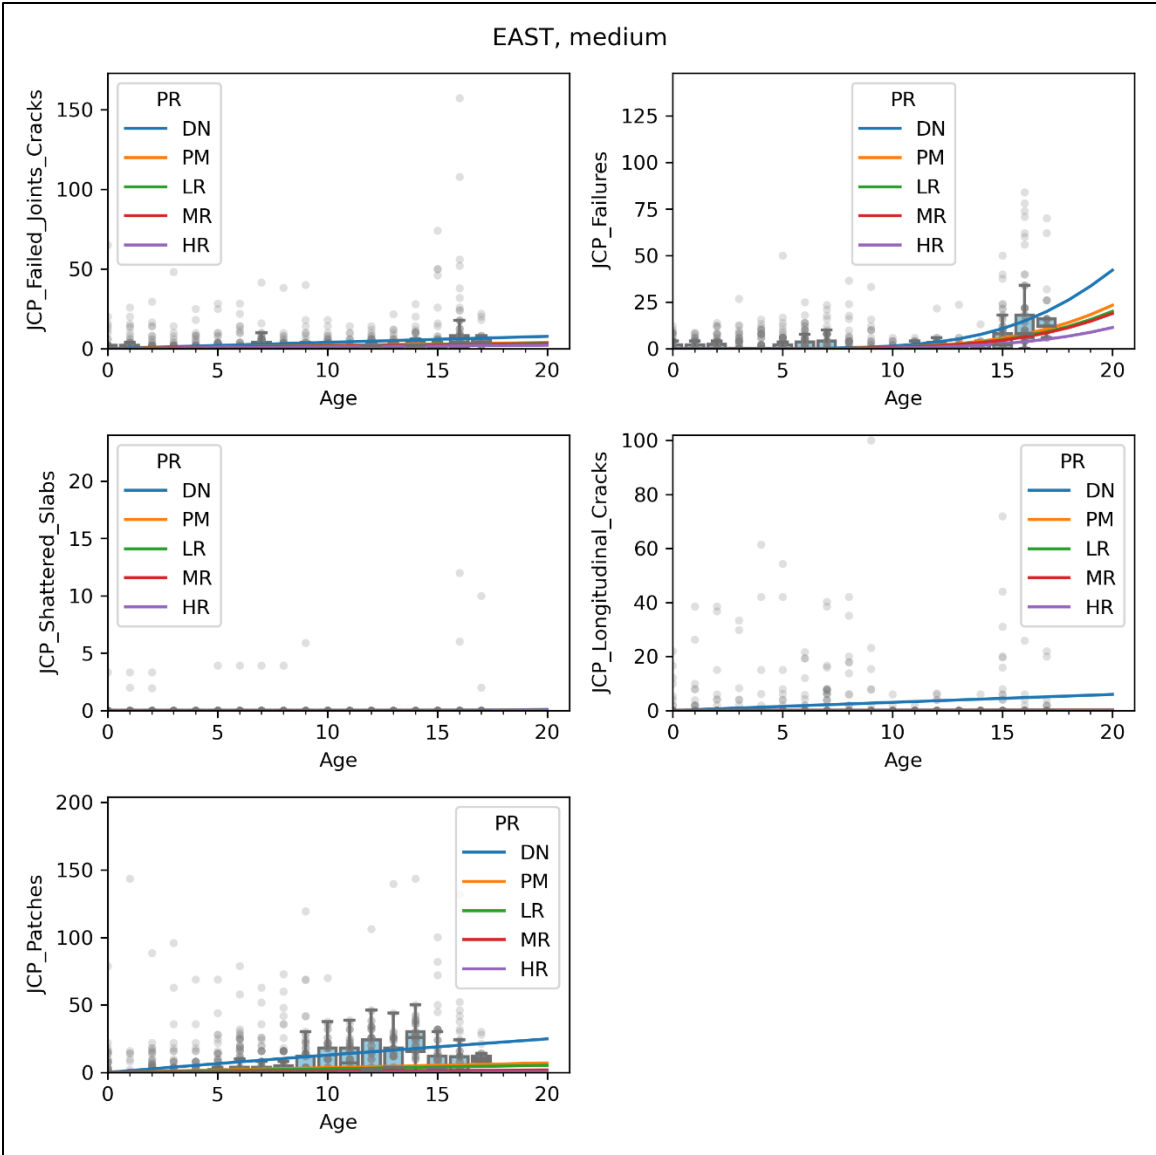 EAST, medium
JCP_Failed_Joints_Cracks
150
100
50
0
PR
DN
PM
LR
MR
HR
0 5 10 15 20
Age
JCP_Failures
125
100
75
50
25
0
PR
DN
PM
LR
MR
HR
0 5 10 15 20
Age
JCP_Shattered_Slabs
20
15
10
5
0
PR
DN
PM
LR
MR
HR
0 5 10 15 20
Age
JCP_Longitudinal_Cracks
100
80
60
40
20
0
PR
DN
PM
LR
MR
HR
0 5 10 15 20
Age
JCP_Patches
200
150
100
50
0
PR
DN
PM
LR
MR
HR
0 5 10 15 20
Age